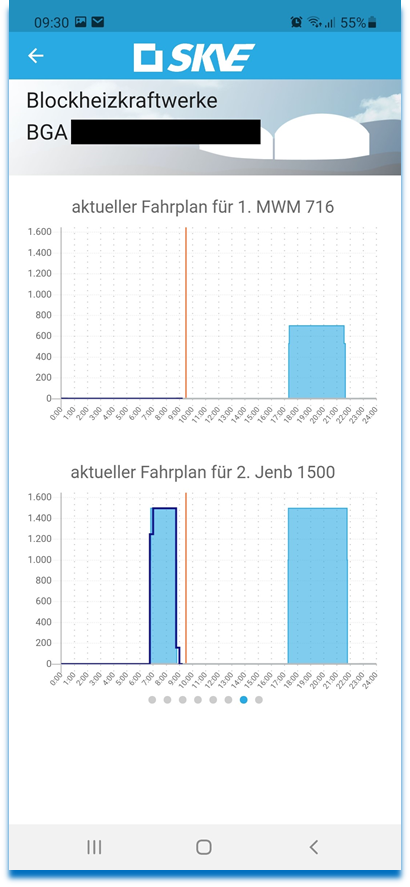 09:30 55%
SKVE
Blockheizkraftwerke
BGA
aktueller Fahrplan für 1. MWM 716
1.600
1.400
1.200
1.000
800
600
400
200
0
0:00 1:00 2:00 3:00 4:00 5:00 6:00 7:00 8:00 9:00 10:00 11:00 12:00 13:00 14:00 15:00 16:00 17:00 18:00 19:00 20:00 21:00 22:00 23:00 24:00
aktueller Fahrplan für 2. Jenb 1500
1.600
1.400
1.200
1.000
800
600
400
200
0
0:00 1:00 2:00 3:00 4:00 5:00 6:00 7:00 8:00 9:00 10:00 11:00 12:00 13:00 14:00 15:00 16:00 17:00 18:00 19:00 20:00 21:00 22:00 23:00 24:00